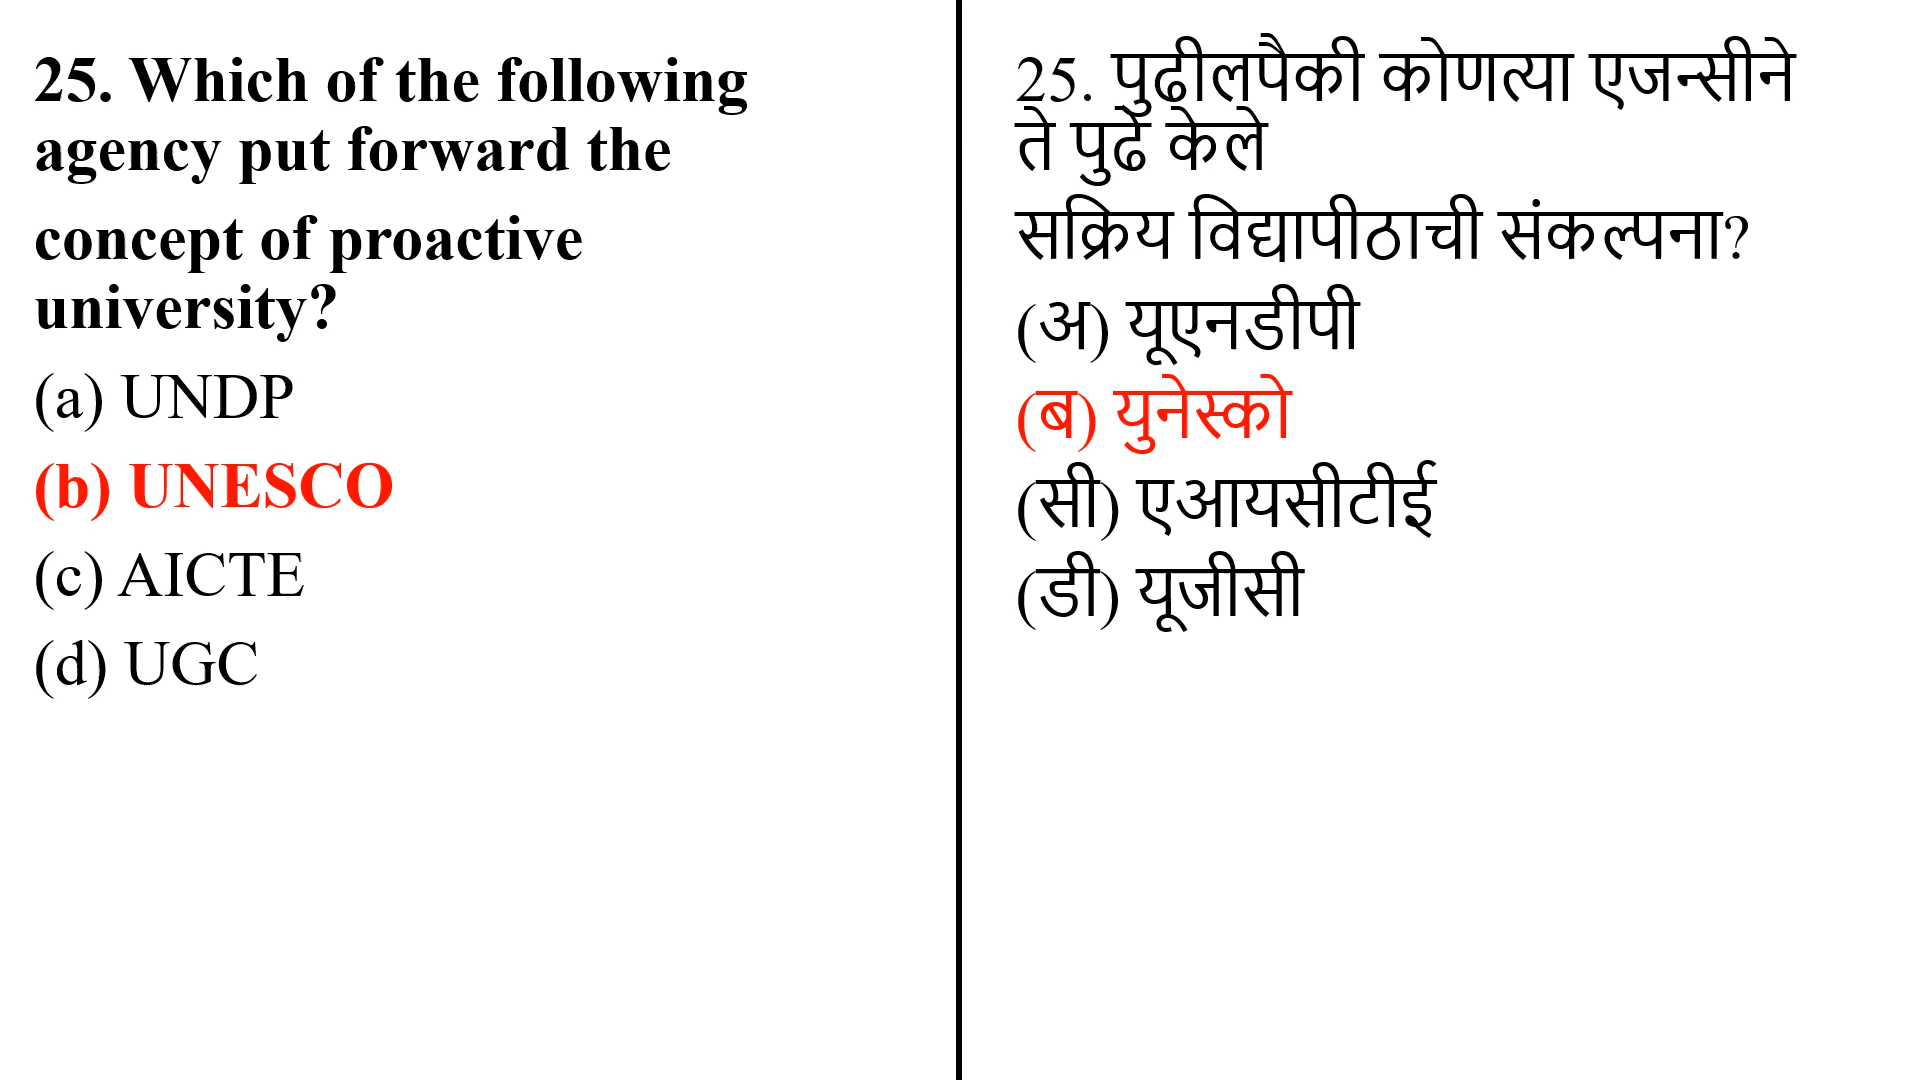 25. Which of the following
agency put forward the
concept of proactive
university?
(a) UNDP
(b) UNESCO
(c) AICTE
(d) UGC
25. पुढीलपैकी कोणत्या एजन्सीने
ते पुढे केले
सक्रिय विद्यापीठाची संकल्पना?
(अ) यूएनडीपी
(ब) युनेस्को
(सी) एआयसीटीई
(डी) यूजीसी